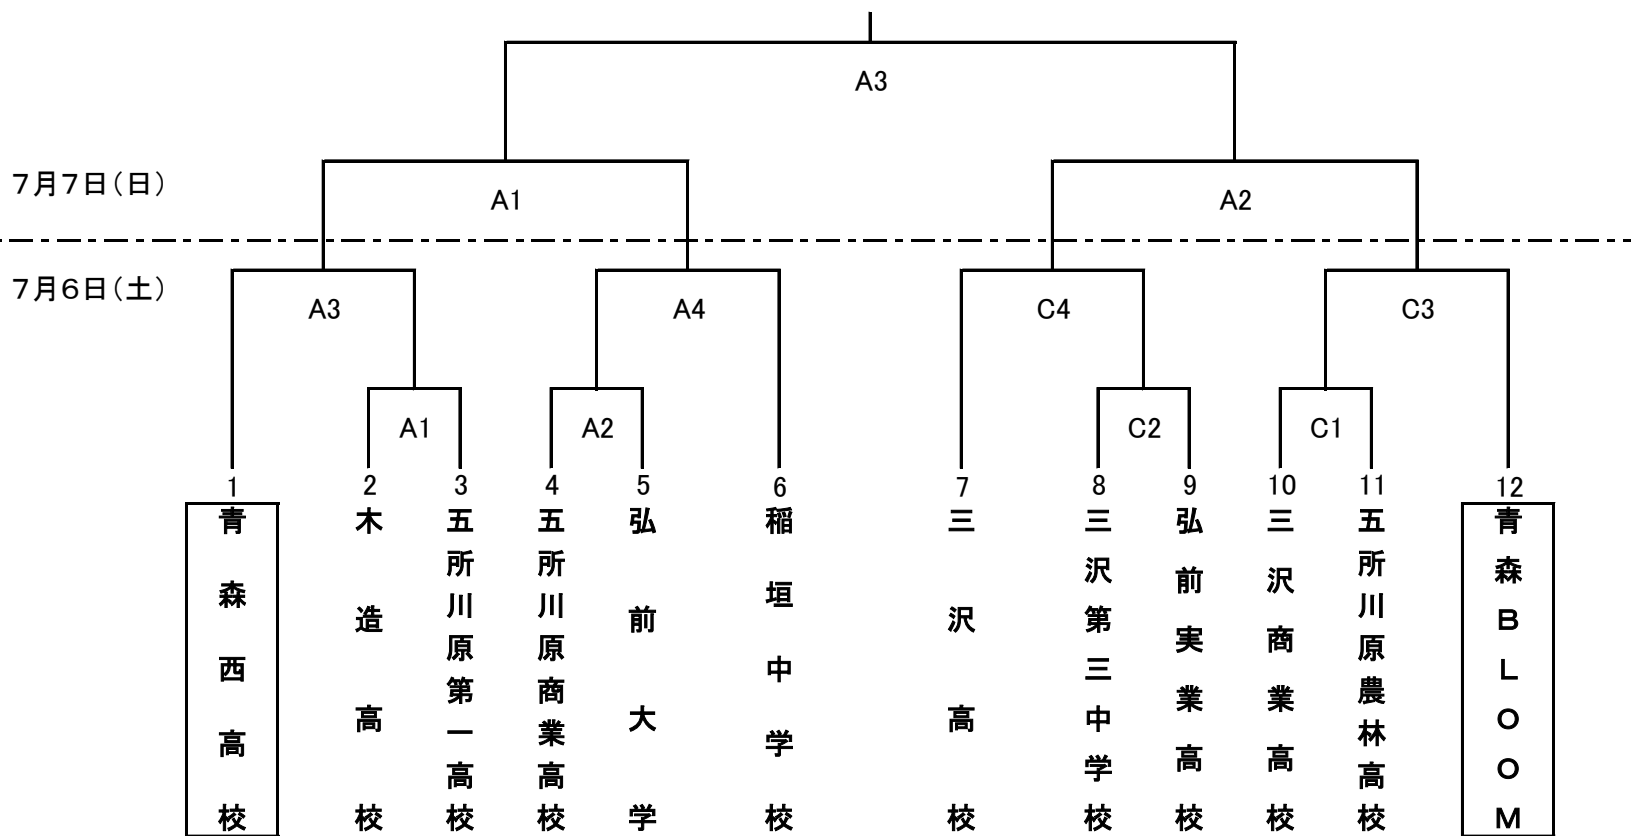 A3
7月7日(日)
A1
A2
7月6日(土)
A3
A4
C4
C3
A1
A2
C2
C1
1
2
3
4
5
6
7
8
9
10
11
12
青森西高校
木造高校
五所川原第一高校
五所川原商業高校
弘前大学
稲垣中学校
三沢高校
三沢第三中学校
弘前実業高校
三沢商業高校
五所川原農林高校
青森BLOOM